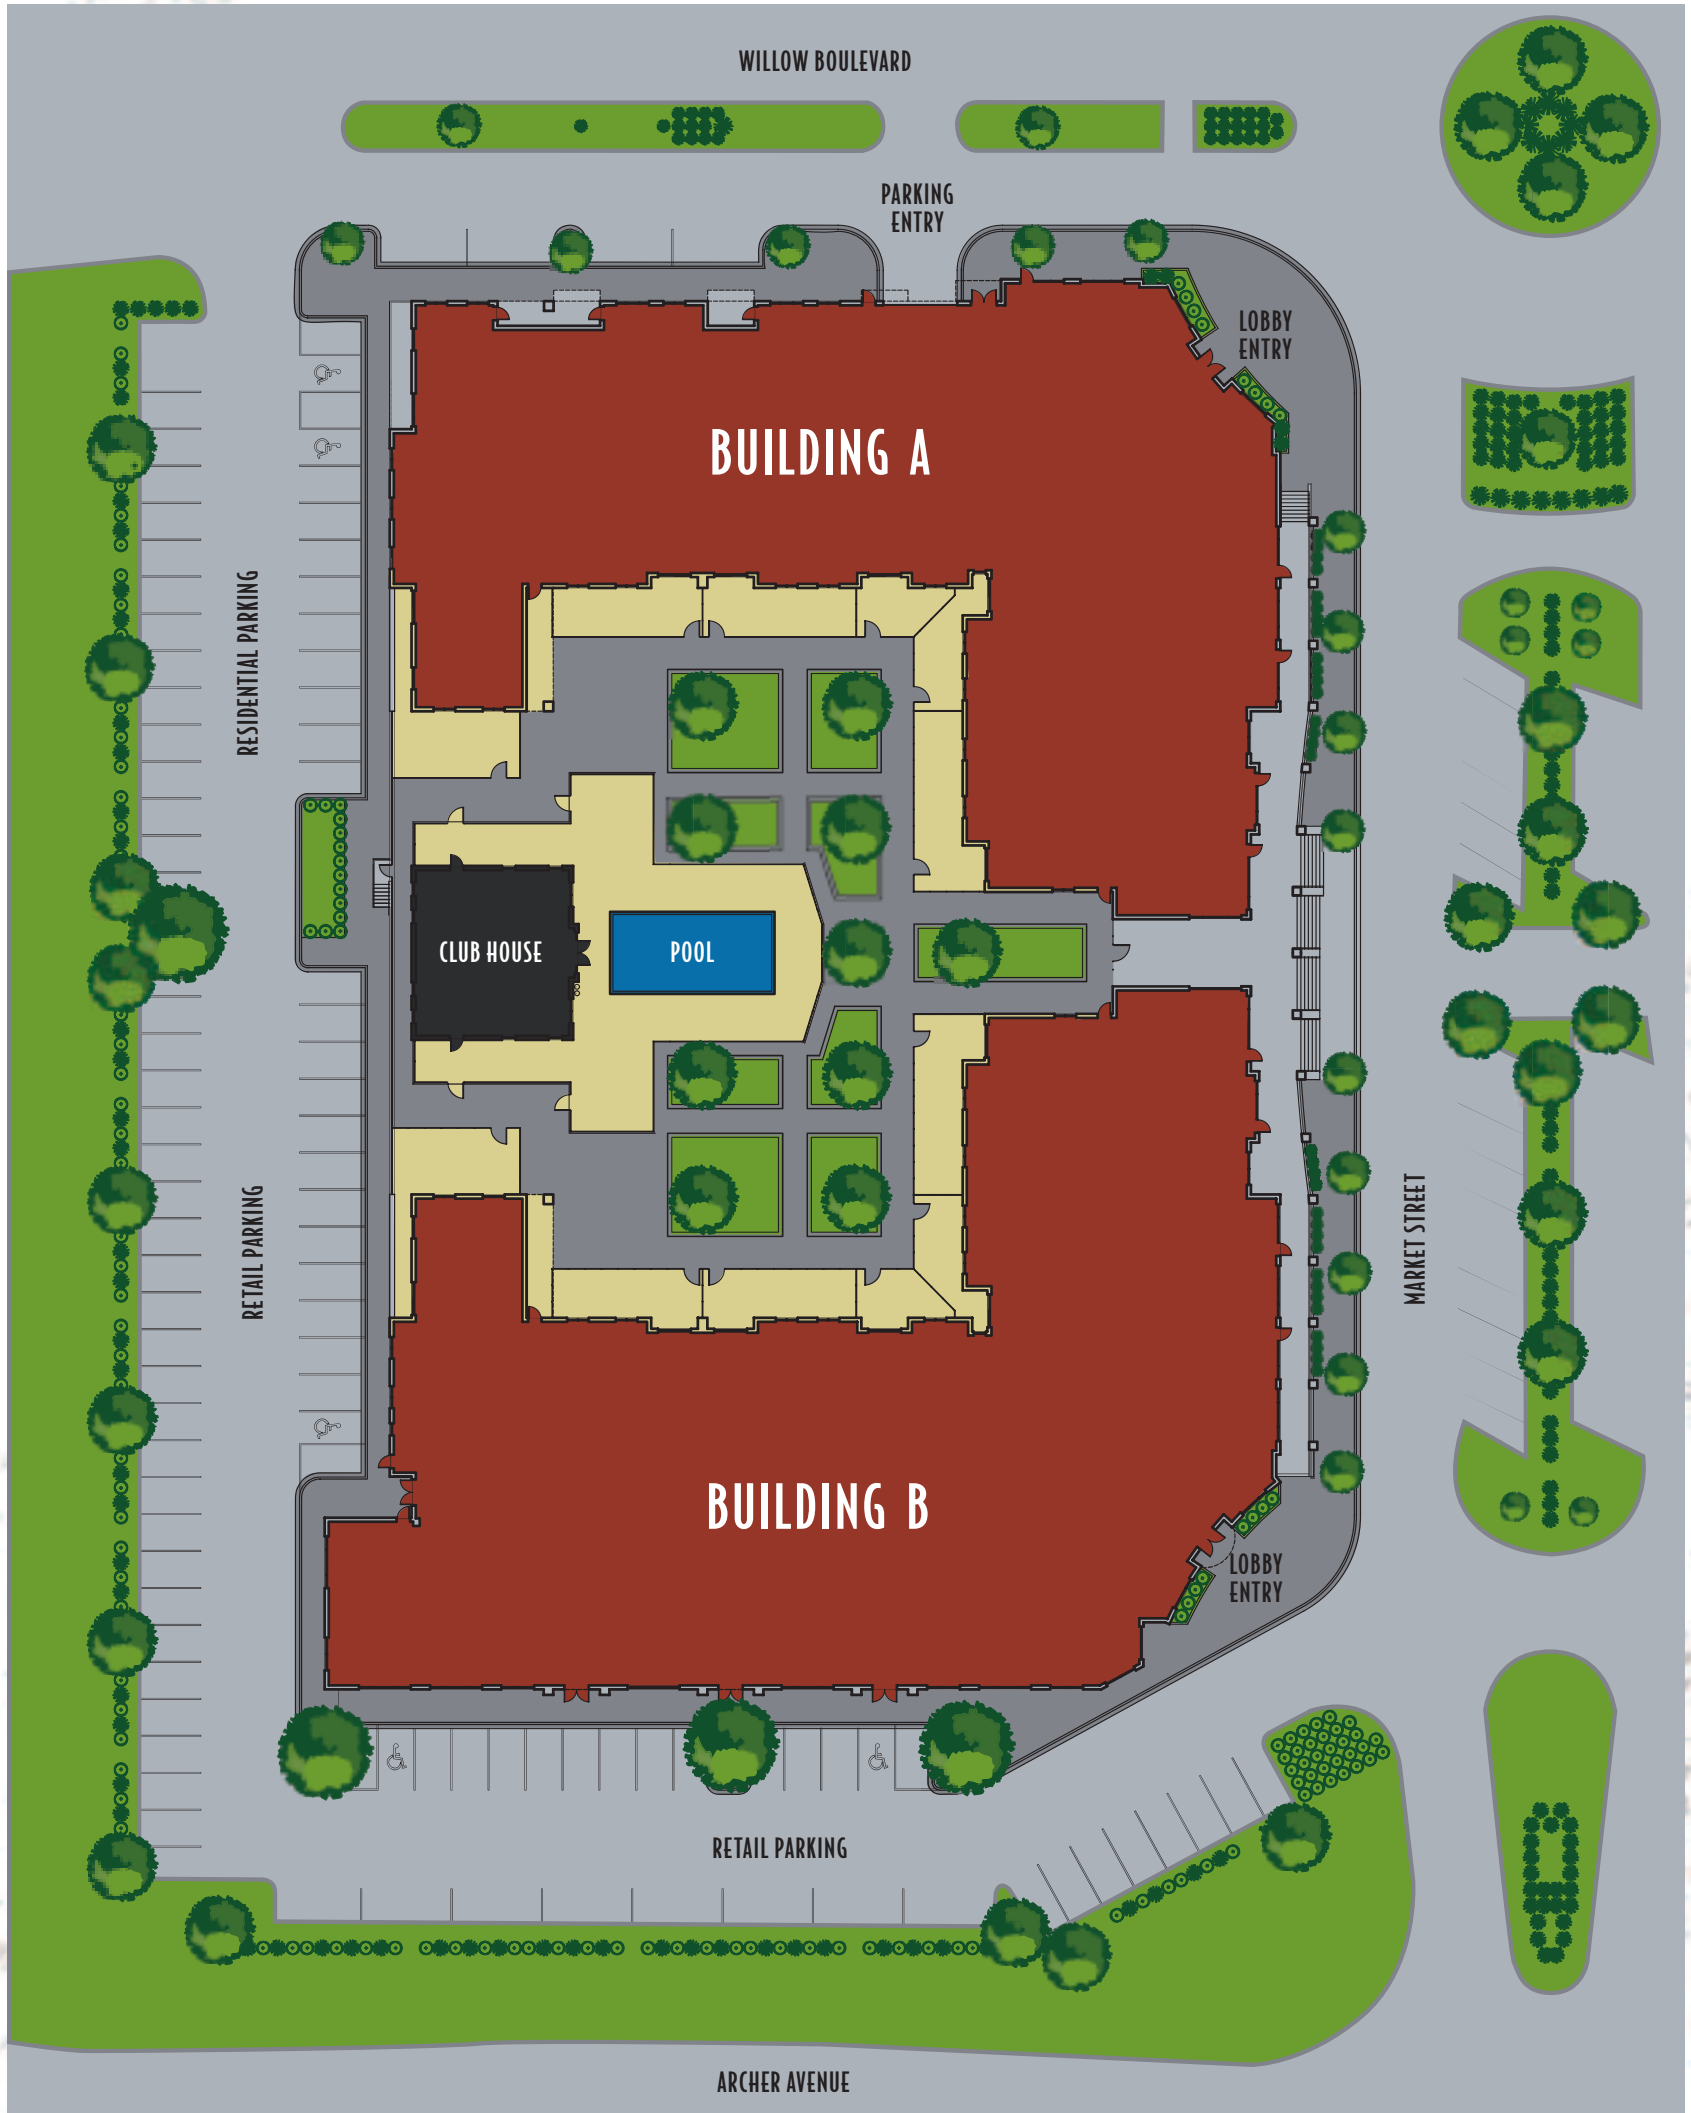 WILLOW BOULEVARD
PARKING
ENTRY
LOBBY
ENTRY
BUILDING A
RESIDENTIAL PARKING
CLUB HOUSE
POOL
RETAIL PARKING
MARKET STREET
BUILDING B
LOBBY
ENTRY
RETAIL PARKING
ARCHER AVENUE